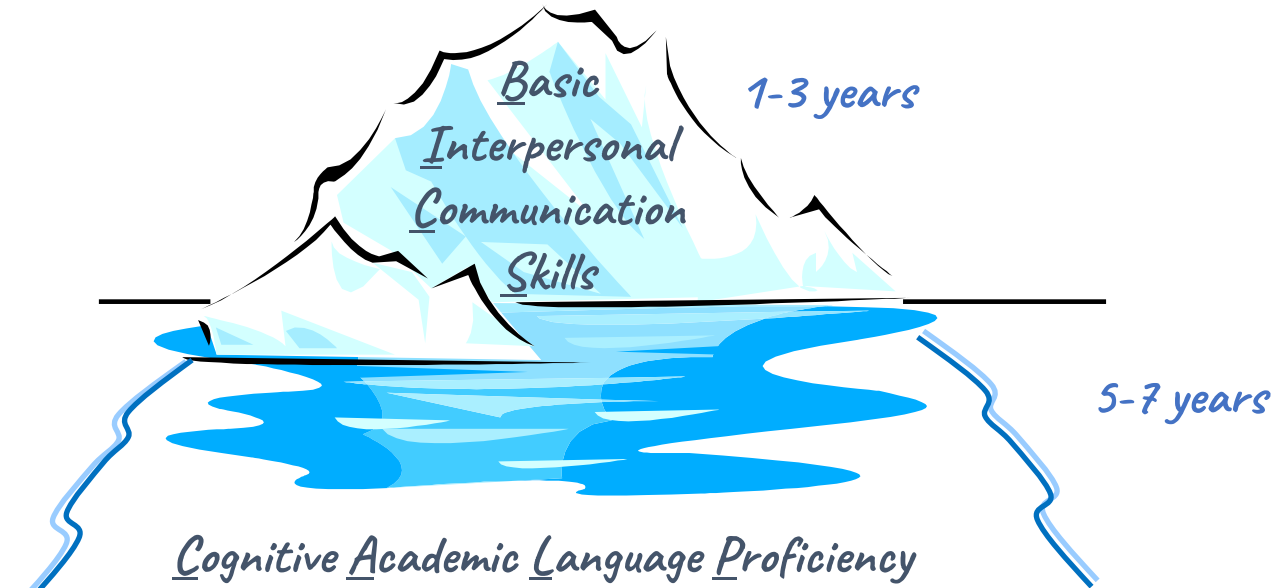 Basic
1-3 years
Interpersonal
Communication
Skills
5-7 years
Cognitive Academic Language Proficiency